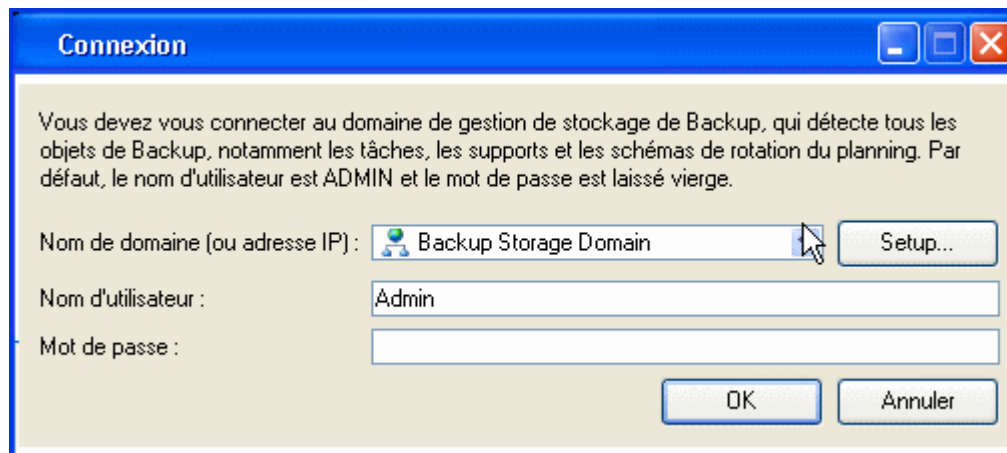 Connexion
Vous devez vous connecter au domaine de gestion de stockage de Backup, qui détecte tous les
objets de Backup, notamment les tâches, les supports et les schémas de rotation du planning. Par
défaut, le nom d'utilisateur est ADMIN et le mot de passe est laissé vierge.
Nom de domaine (ou adresse IP) : Backup Storage Domain Setup...
Nom d'utilisateur : Admin
Mot de passe :
OK Annuler